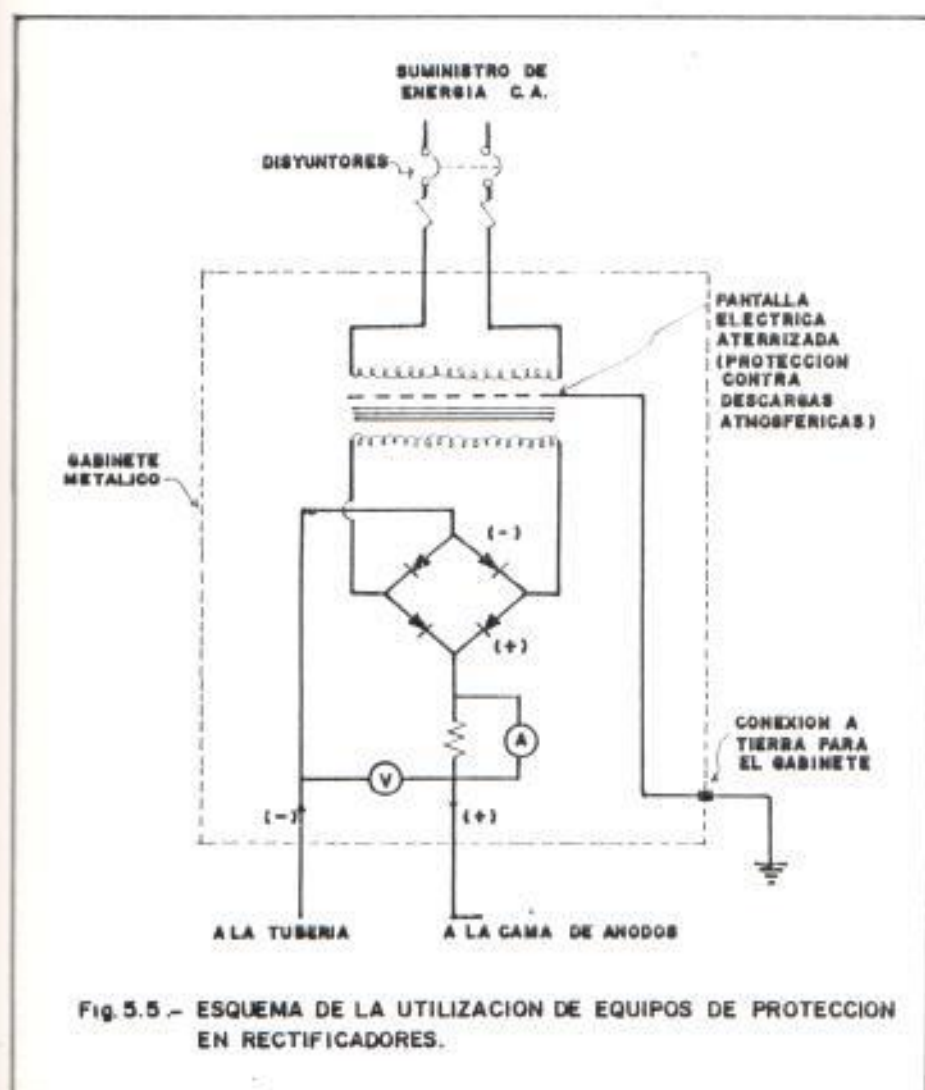 SUMINISTRO DE
ENERGIA C.A.
DISYUNTORES
PANTALLA
ELECTRICA
ATERRIZADA
(PROTECCION
CONTRA
DESCARGAS
ATMOSFERICAS)
GABINETE
METALICO
(-)
(+)
A
CONEXION A
TIERRA PARA
EL GABINETE
V
(-)
(+)
A LA TUBERIA
A LA CAMA DE ANODOS
Fig. 5.5.- ESQUEMA DE LA UTILIZACION DE EQUIPOS DE PROTECCION
EN RECTIFICADORES.